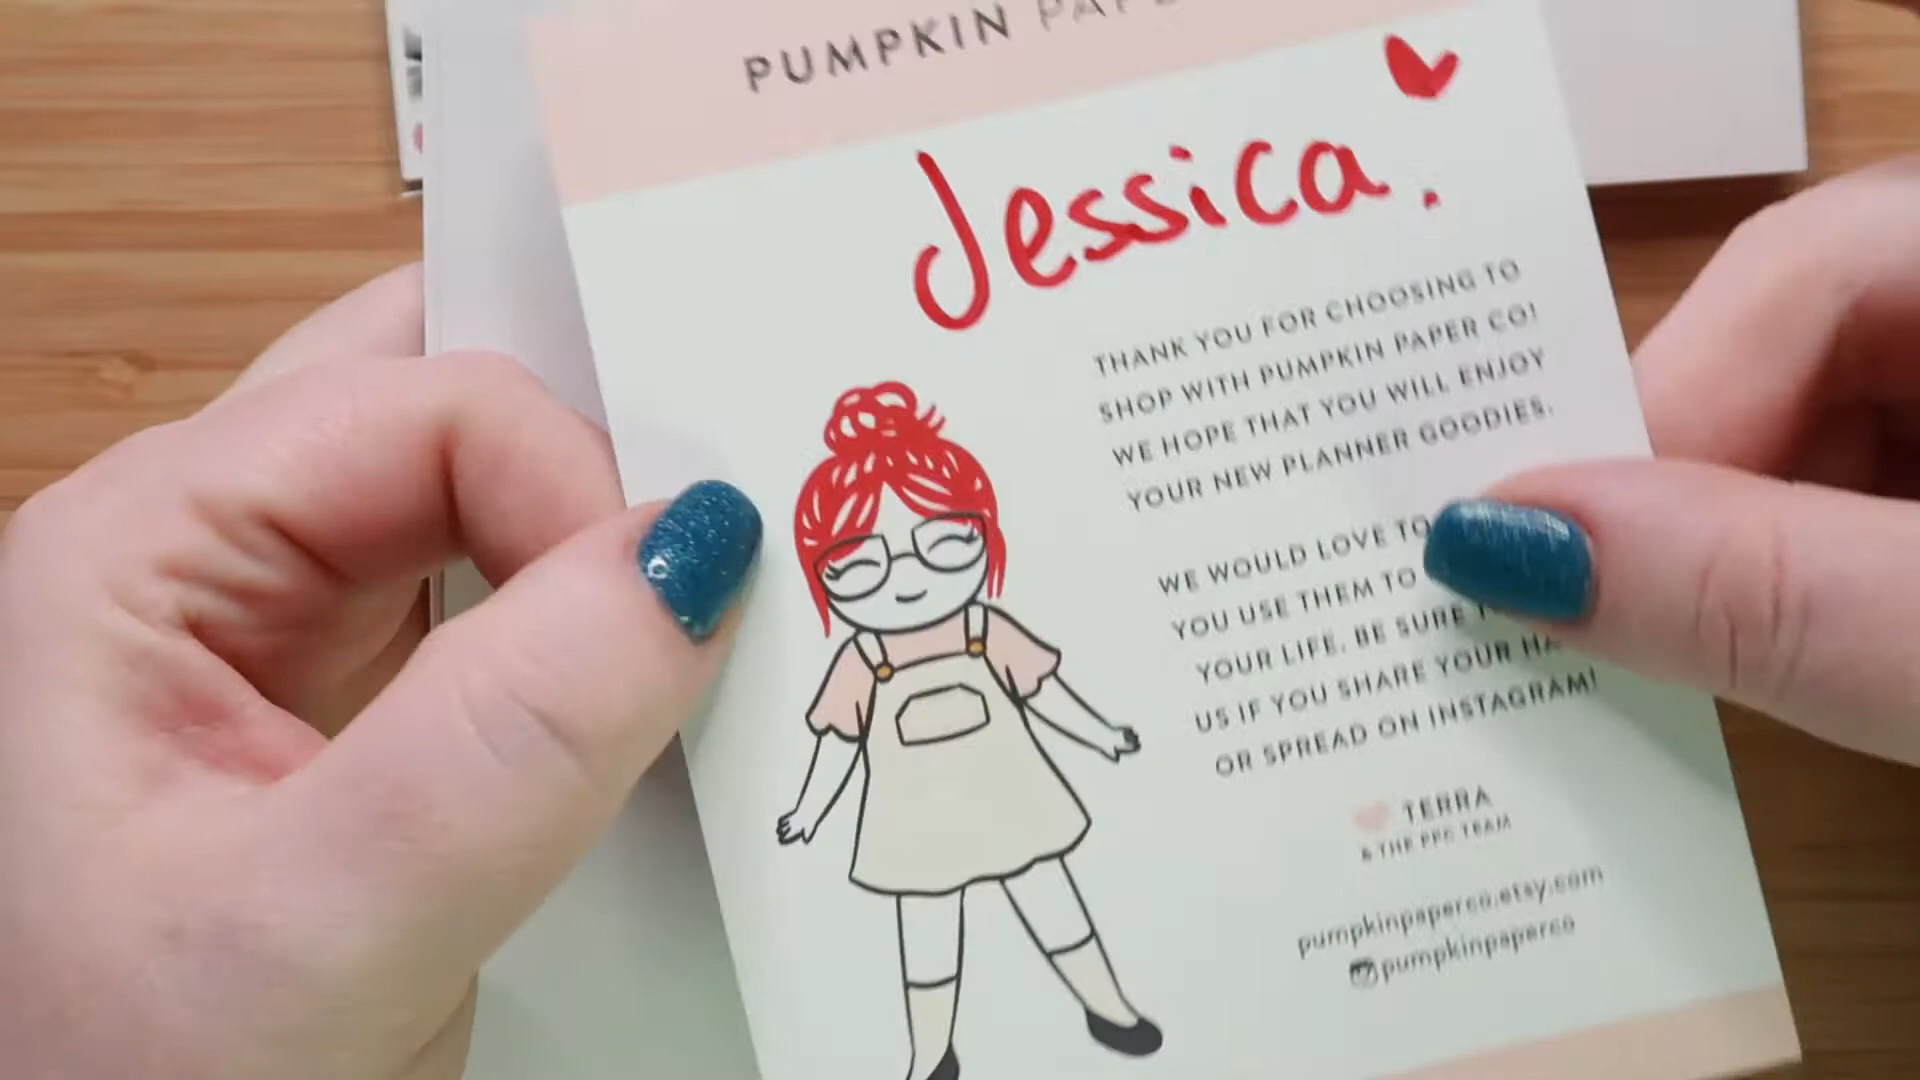 PUMPKIN
Jessica.
THANK YOU FOR CHOOSING TO
SHOP WITH PUMPKIN PAPER CO!
WE HOPE THAT YOU WILL ENJOY
YOUR NEW PLANNER GOODIES.
WE WOULD LOVE TO
YOU USE THEM TO
YOUR LIFE. BE SURE
US IF YOU SHARE YOUR
OR SPREAD ON INSTAGRAM!
TERRA
& THE PPC TEAM
pumpkinpaperco.etsy.com
pumpkinpaperco